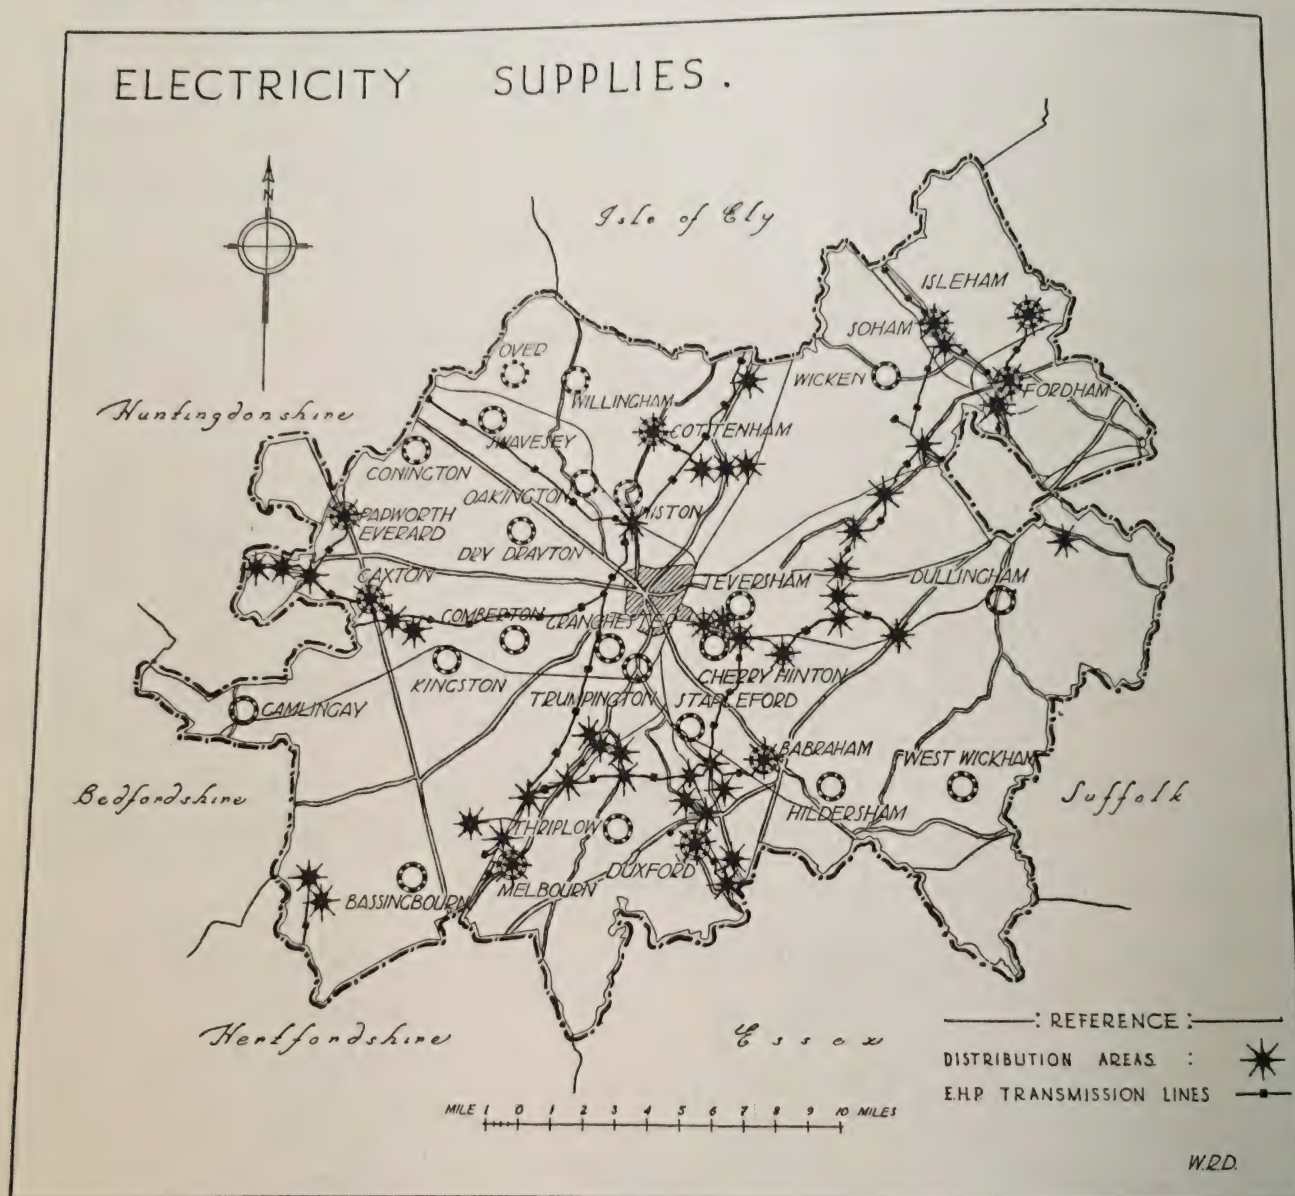 ELECTRICITY SUPPLIES.
N
Isle of Ely
ISLEHAM
SOHAM
OVER
WICKEN
FORDHAM
Huntingdonshire
WILLINGHAM
COTTENHAM
SWAVESEY
CONINGTON
OAKINGTON
HISTON
PAPWORTH
EVERARD
DRY DRAYTON
CAXTON
TEVERSHAM
DULLINGHAM
COMBERTON
GRANCHESTER
KINGSTON
CHERRY HINTON
TRUMPINGTON
STAPLEFORD
GAMLINGAY
BABRAHAM
WEST WICKHAM
Bedfordshire
Suffolk
HILDERSHAM
THRIPLOW
DUXFORD
MELBOURN
BASSINGBOURN
Hertfordshire
Essex
: REFERENCE :
DISTRIBUTION AREAS :
E.H.P. TRANSMISSION LINES
MILE 1 0 1 2 3 4 5 6 7 8 9 10 MILES
W.R.D.